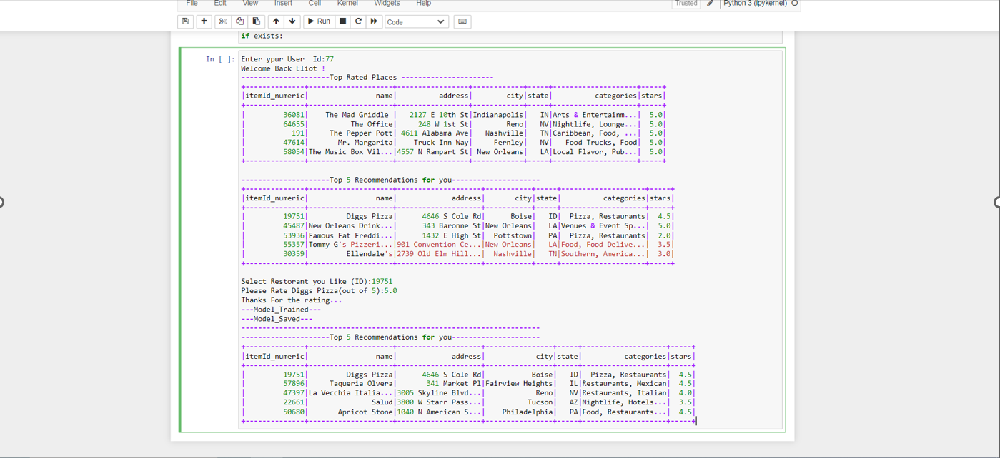 File Edit View Insert Cell Kernel Widgets Help Trusted Python 3 (ipykernel)
Run Code
if exists:
In [ ]: Enter ypur User  Id:77
Welcome Back Eliot !
---------------------Top Rated Places ----------------------
+--------------+--------------------+-----------------+------------+-----+--------------------+-----+
|itemId_numeric|                name|          address|        city|state|          categories|stars|
+--------------+--------------------+-----------------+------------+-----+--------------------+-----+
|         36081|    The Mad Griddle |   2127 E 10th St|Indianapolis|   IN|Arts & Entertainm...|  5.0|
|         64655|          The Office|       248 W 1st St|        Reno|   NV|Nightlife, Lounge...|  5.0|
|           191|     The Pepper Pott| 4611 Alabama Ave|   Nashville|   TN|Caribbean, Food, ...|  5.0|
|         47614|       Mr. Margarita|    Truck Inn Way|     Fernley|   NV|   Food Trucks, Food|  5.0|
|         58054|The Music Box Vil...|4557 N Rampart St| New Orleans|   LA|Local Flavor, Pub...|  5.0|
+--------------+--------------------+-----------------+------------+-----+--------------------+-----+
---------------------Top 5 Recommendations for you---------------------
+--------------+--------------------+--------------------+-----------+-----+--------------------+-----+
|itemId_numeric|                name|             address|       city|state|          categories|stars|
+--------------+--------------------+--------------------+-----------+-----+--------------------+-----+
|         19751|         Diggs Pizza|      4646 S Cole Rd|      Boise|   ID|  Pizza, Restaurants|  4.5|
|         45487|New Orleans Drink...|     343 Baronne St|New Orleans|   LA|Venues & Event Sp...|  5.0|
|         53936|Famous Fat Freddi...|      1432 E High St|  Pottstown|   PA|  Pizza, Restaurants|  2.0|
|         55357|Tommy G's Pizzeri...|901 Convention Ce...|New Orleans|   LA|Food, Food Delive...|  3.5|
|         30359|         Ellendale's|2739 Old Elm Hill...|  Nashville|   TN|Southern, America...|  3.0|
+--------------+--------------------+--------------------+-----------+-----+--------------------+-----+
Select Restorant you Like (ID):19751
Please Rate Diggs Pizza(out of 5):5.0
Thanks For the rating...
---Model_Trained---
---Model_Saved---
-----------------------------------------------------------------------
---------------------Top 5 Recommendations for you---------------------
+--------------+--------------------+--------------------+----------------+-----+--------------------+-----+
|itemId_numeric|                name|             address|            city|state|          categories|stars|
+--------------+--------------------+--------------------+----------------+-----+--------------------+-----+
|         19751|         Diggs Pizza|      4646 S Cole Rd|           Boise|   ID|  Pizza, Restaurants|  4.5|
|         57896|     Taqueria Olvera|       341 Market Pl|Fairview Heights|   IL|Restaurants, Mexican|  4.5|
|         47397|La Vecchia Italia...|3005 Skyline Blvd...|            Reno|   NV|Restaurants, Italian|  4.0|
|         22661|               Salud|3800 W Starr Pass...|          Tucson|   AZ|Nightlife, Hotels...|  3.5|
|         50680|       Apricot Stone|1040 N American S...|    Philadelphia|   PA|Food, Restaurants...|  4.5|
+--------------+--------------------+--------------------+----------------+-----+--------------------+-----+